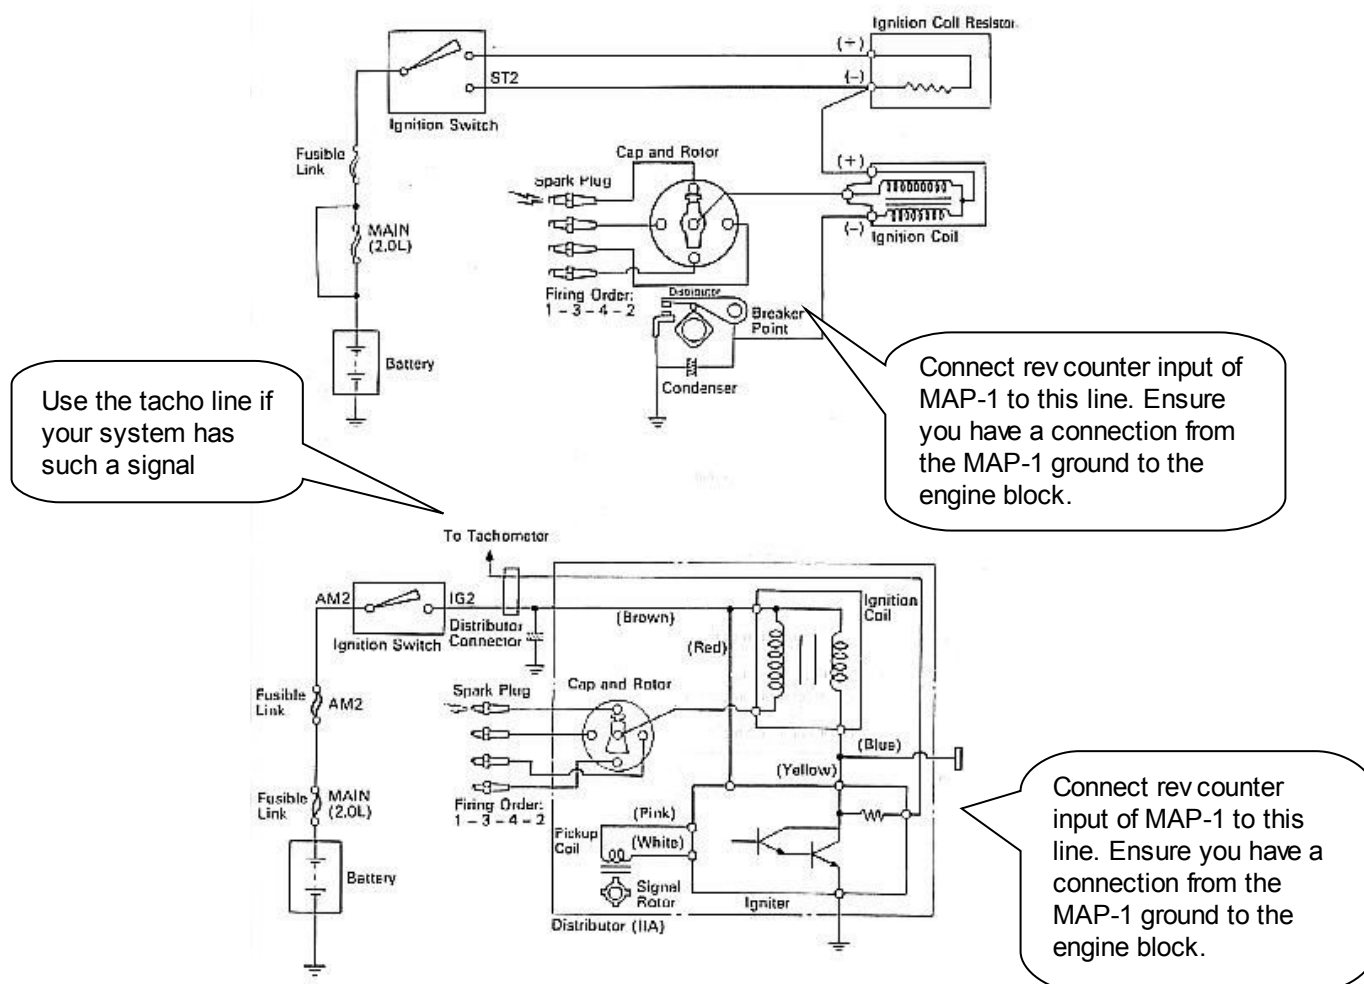 Ignition Coil Resistor
(+)
(-)
ST2
Ignition Switch
Fusible
Link
Cap and Rotor
(+)
Spark Plug
MAIN
(2.0L)
(-)
Ignition Coil
Firing Order:
1 - 3 - 4 - 2
Distributor
Breaker
Point
Battery
Condenser
Connect rev counter input of
MAP-1 to this line. Ensure
you have a connection from
the MAP-1 ground to the
engine block.
Use the tacho line if
your system has
such a signal
To Tachometer
AM2
IG2
Ignition Switch
Distributor
Connector
(Brown)
(Red)
Ignition
Coil
Fusible
Link
AM2
Spark Plug
Cap and Rotor
(Blue)
(Yellow)
Fusible
Link
MAIN
(2.0L)
Firing Order:
1 - 3 - 4 - 2
(Pink)
Pickup
Coil
(White)
Signal
Rotor
Igniter
Battery
Distributor (IIA)
Connect rev counter
input of MAP-1 to this
line. Ensure you have a
connection from the
MAP-1 ground to the
engine block.